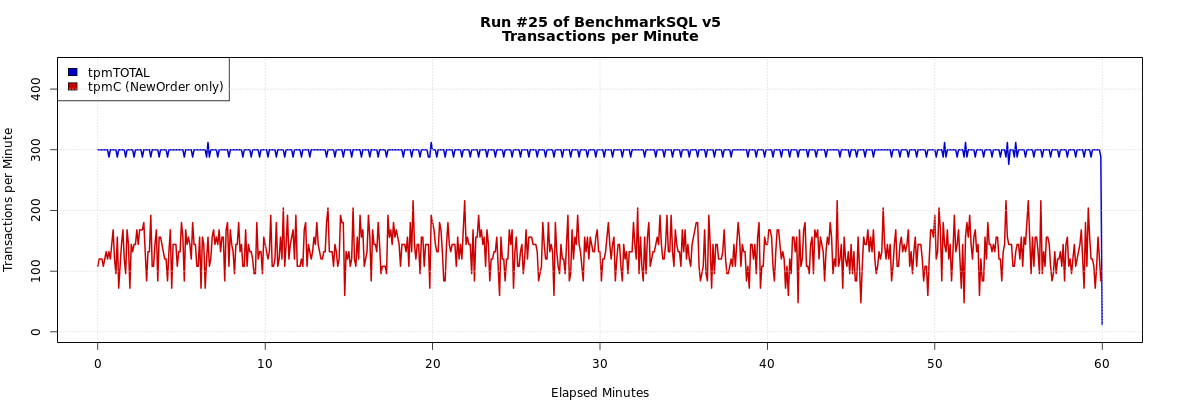 Run #25 of BenchmarkSQL v5
Transactions per Minute
tpmTOTAL
tpmC (NewOrder only)
Transactions per Minute
400
300
200
100
0
0 10 20 30 40 50 60
Elapsed Minutes